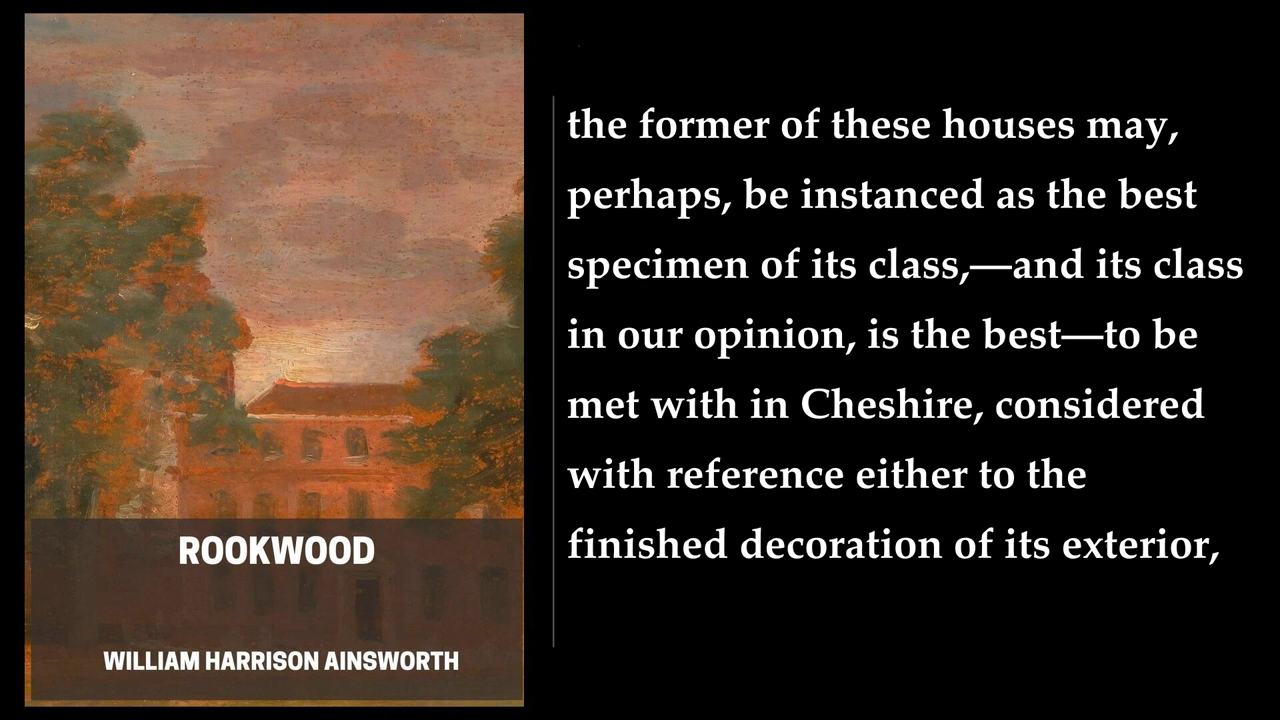 ROOKWOOD
WILLIAM HARRISON AINSWORTH
the former of these houses may,
perhaps, be instanced as the best
specimen of its class,—and its class
in our opinion, is the best—to be
met with in Cheshire, considered
with reference either to the
finished decoration of its exterior,